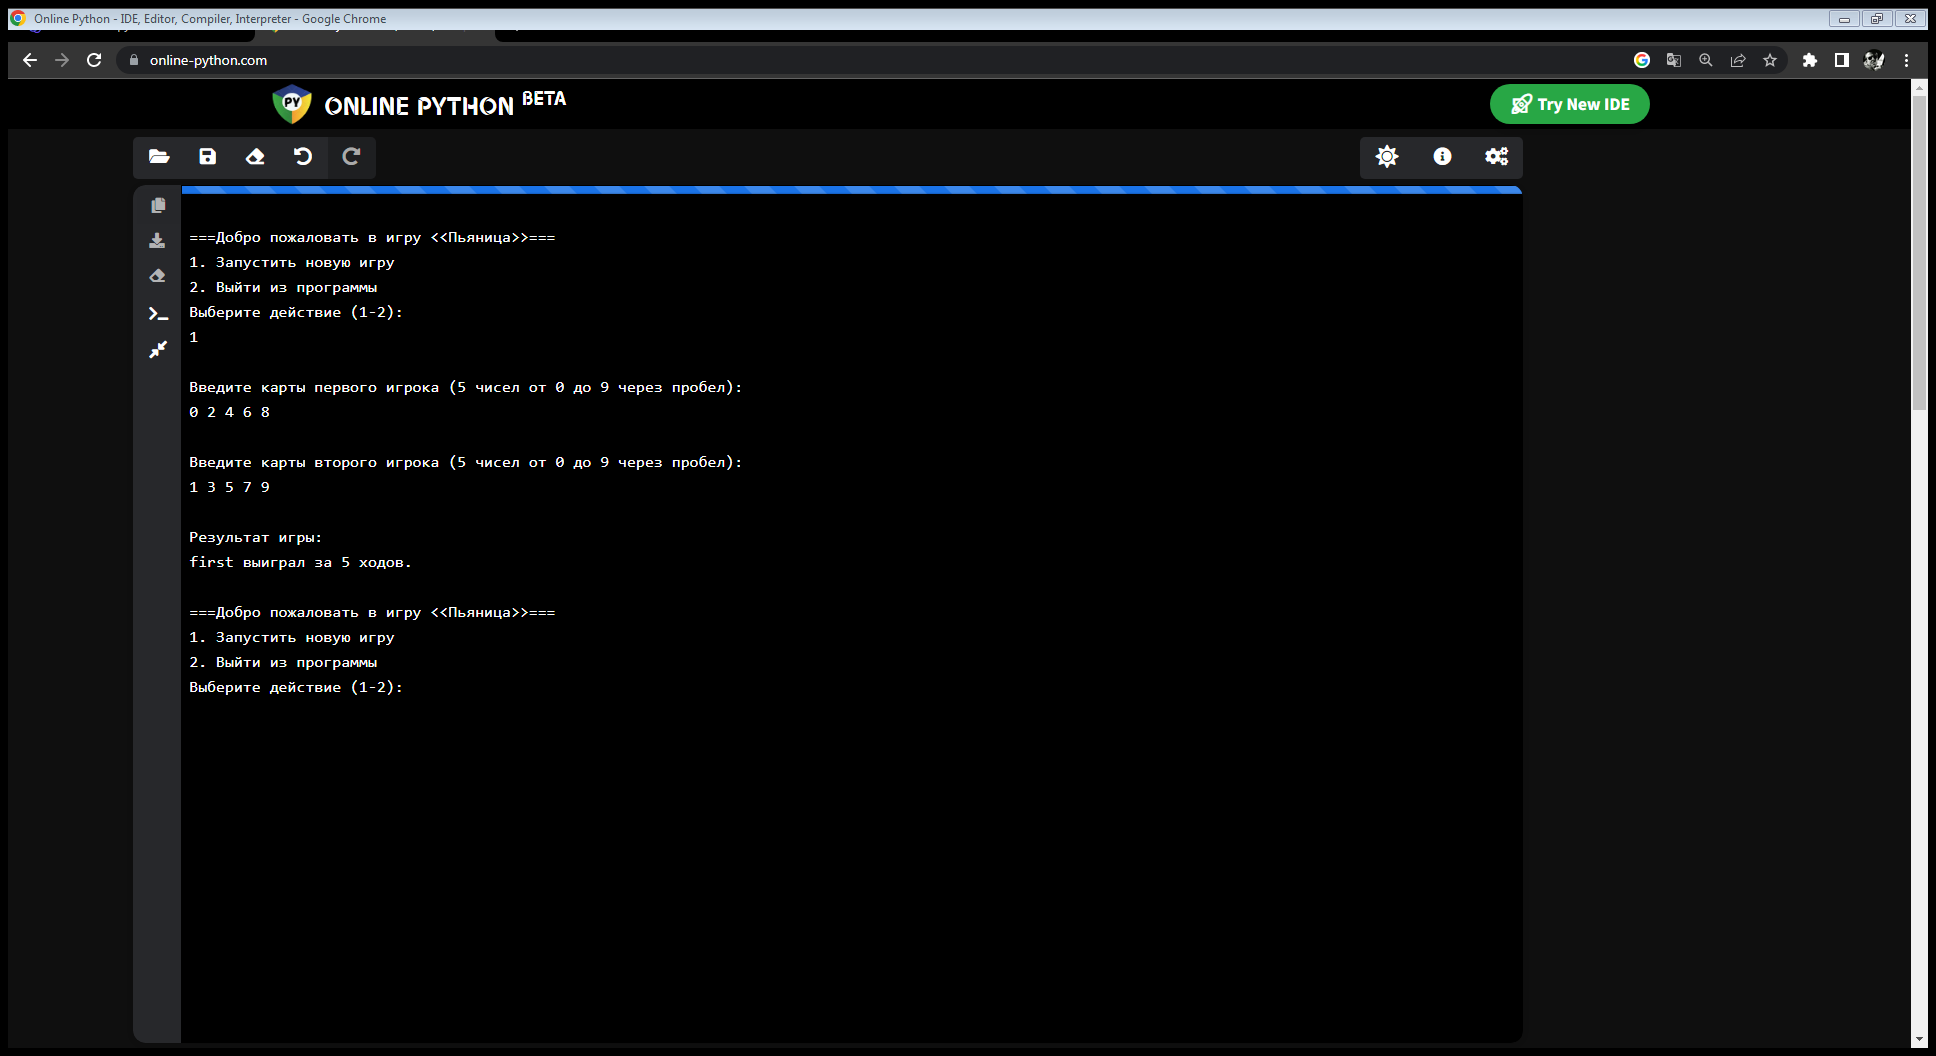 Online Python - IDE, Editor, Compiler, Interpreter - Google Chrome
online-python.com
PY
ONLINE PYTHON BETA
Try New IDE
===Добро пожаловать в игру <<Пьяница>>===
1. Запустить новую игру
2. Выйти из программы
Выберите действие (1-2):
1
Введите карты первого игрока (5 чисел от 0 до 9 через пробел):
0 2 4 6 8
Введите карты второго игрока (5 чисел от 0 до 9 через пробел):
1 3 5 7 9
Результат игры:
first выиграл за 5 ходов.
===Добро пожаловать в игру <<Пьяница>>===
1. Запустить новую игру
2. Выйти из программы
Выберите действие (1-2):